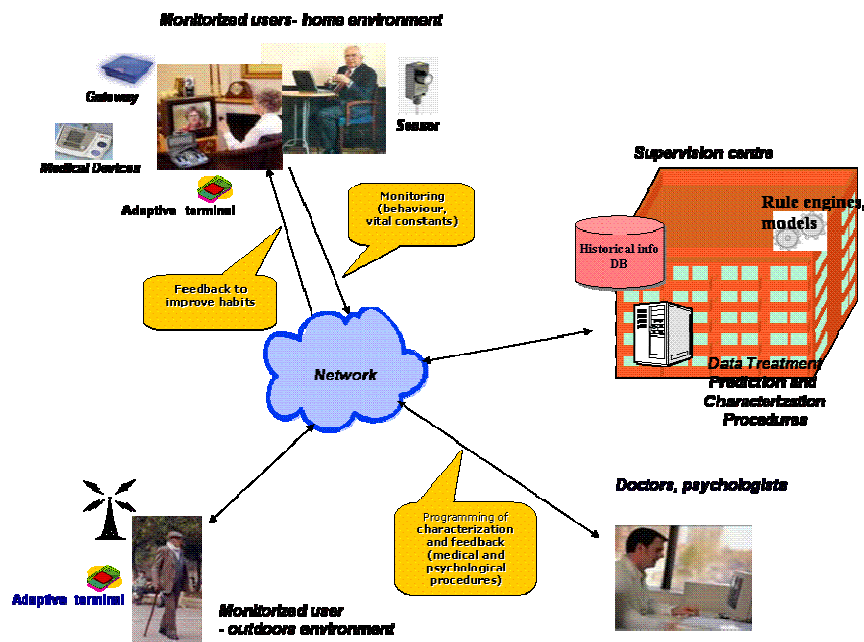 Monitorized users- home environment
Gateway
Sensor
Medical Devices
Adaptive terminal
Monitoring
(behaviour,
vital constants)
Feedback to
improve habits
Supervision centre
Rule engines,
models
Historical info
DB
Data Treatment
Prediction and
Characterization
Procedures
Network
Programming of
characterization
and feedback
(medical and
psychological
procedures)
Doctors, psychologists
Adaptive terminal
Monitorized user
- outdoors environment